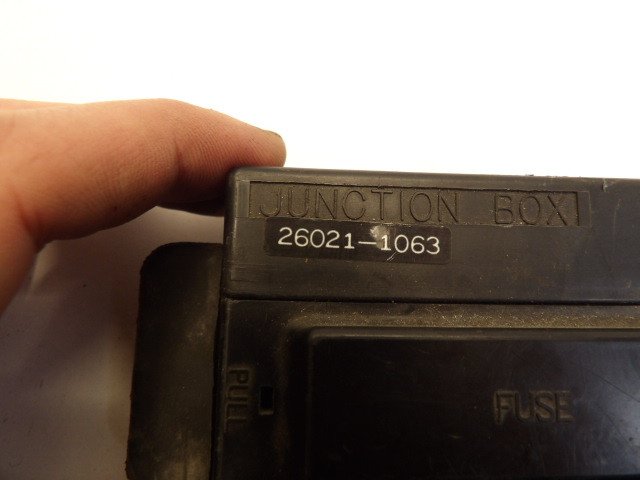 JUNCTION BOX
26021-1063
PULL
FUSE